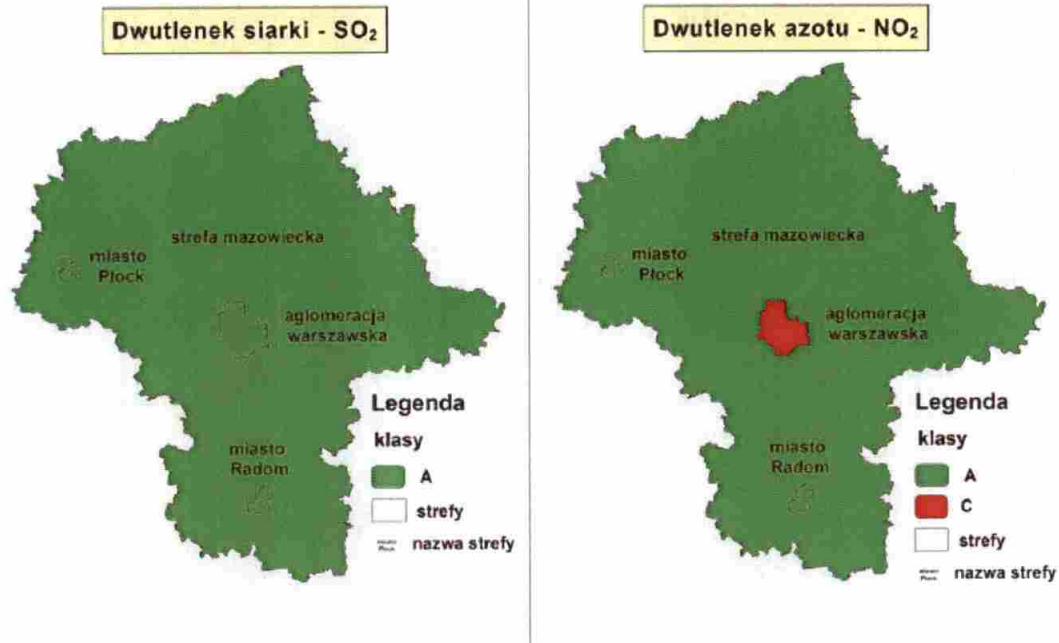 Dwutlenek siarki - SO₂
strefa mazowiecka
miasto
Płock
aglomeracja
warszawska
miasto
Radom
Legenda
klasy
A
strefy
nazwa strefy
Dwutlenek azotu - NO₂
strefa mazowiecka
miasto
Płock
aglomeracja
warszawska
miasto
Radom
Legenda
klasy
A
C
strefy
nazwa strefy